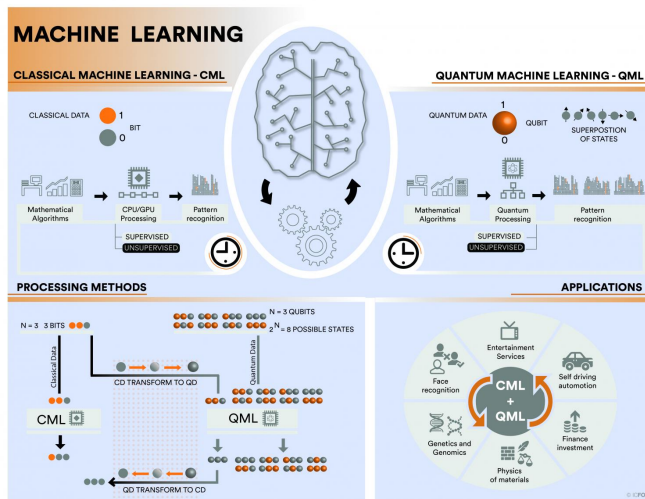 MACHINE LEARNING
CLASSICAL MACHINE LEARNING - CML
CLASSICAL DATA
1
BIT
0
Mathematical
Algorithms
CPU/GPU
Processing
Pattern
recognition
SUPERVISED
UNSUPERVISED
QUANTUM MACHINE LEARNING - QML
QUANTUM DATA
1
QUBIT
0
SUPERPOSTION
OF STATES
Mathematical
Algorithms
Quantum
Processing
Pattern
recognition
SUPERVISED
UNSUPERVISED
PROCESSING METHODS
N = 3 3 BITS
N = 3 QUBITS
2^N = 8 POSSIBLE STATES
Classical Data
Quantum Data
CD TRANSFORM TO QD
CML
QML
QD TRANSFORM TO CD
APPLICATIONS
Entertainment
Services
Face
recognition
Self driving
automotion
CML
+
QML
Genetics and
Genomics
Finance
investment
Physics
of materials